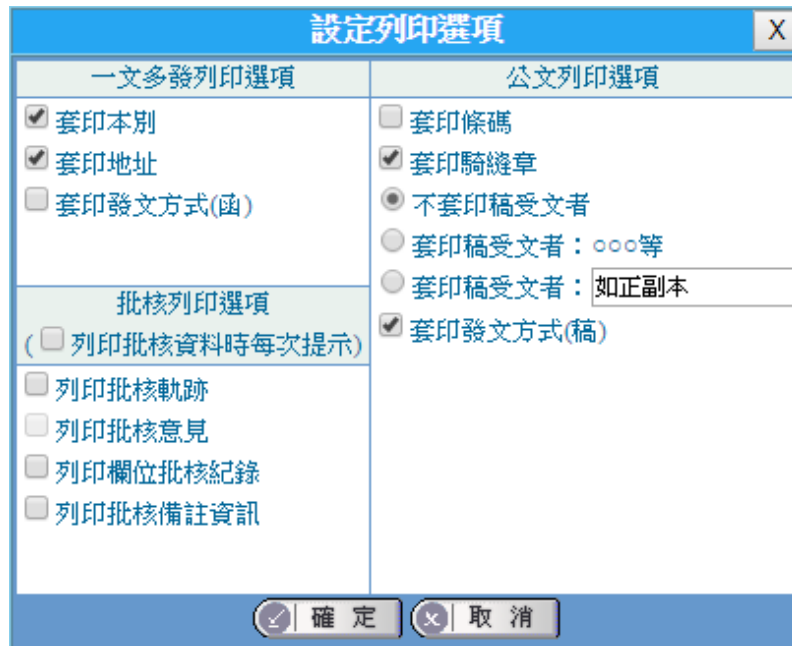 設定列印選項
X
一文多發列印選項
套印本別
套印地址
套印發文方式(函)
批核列印選項
(列印批核資料時每次提示)
列印批核軌跡
列印批核意見
列印欄位批核紀錄
列印批核備註資訊
公文列印選項
套印條碼
套印騎縫章
不套印稿受文者
套印稿受文者：○○○等
套印稿受文者：如正副本
套印發文方式(稿)
確定
取消